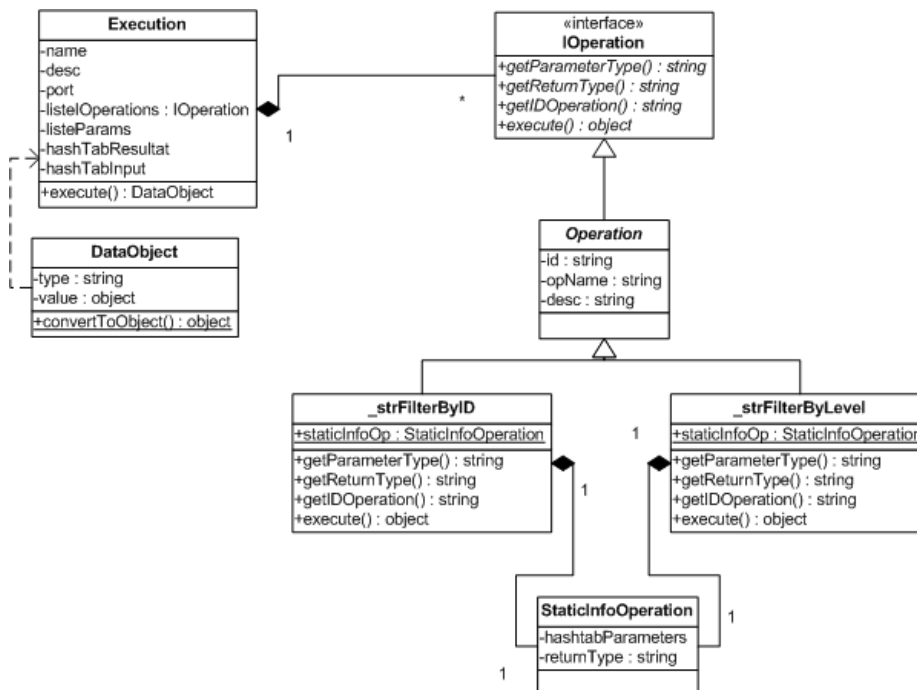 Execution
-name
-desc
-port
-listeIOperations : IOperation
-listeParams
-hashTabResultat
-hashTabInput
+execute() : DataObject
1
*
«interface»
IOperation
+getParameterType() : string
+getReturnType() : string
+getIDOperation() : string
+execute() : object
DataObject
-type : string
-value : object
+convertToObject() : object
Operation
-id : string
-opName : string
-desc : string
_strFilterByID
+staticInfoOp : StaticInfoOperation
+getParameterType() : string
+getReturnType() : string
+getIDOperation() : string
+execute() : object
1
_strFilterByLevel
+staticInfoOp : StaticInfoOperation
+getParameterType() : string
+getReturnType() : string
+getIDOperation() : string
+execute() : object
1
StaticInfoOperation
-hashtabParameters
-returnType : string
1
1